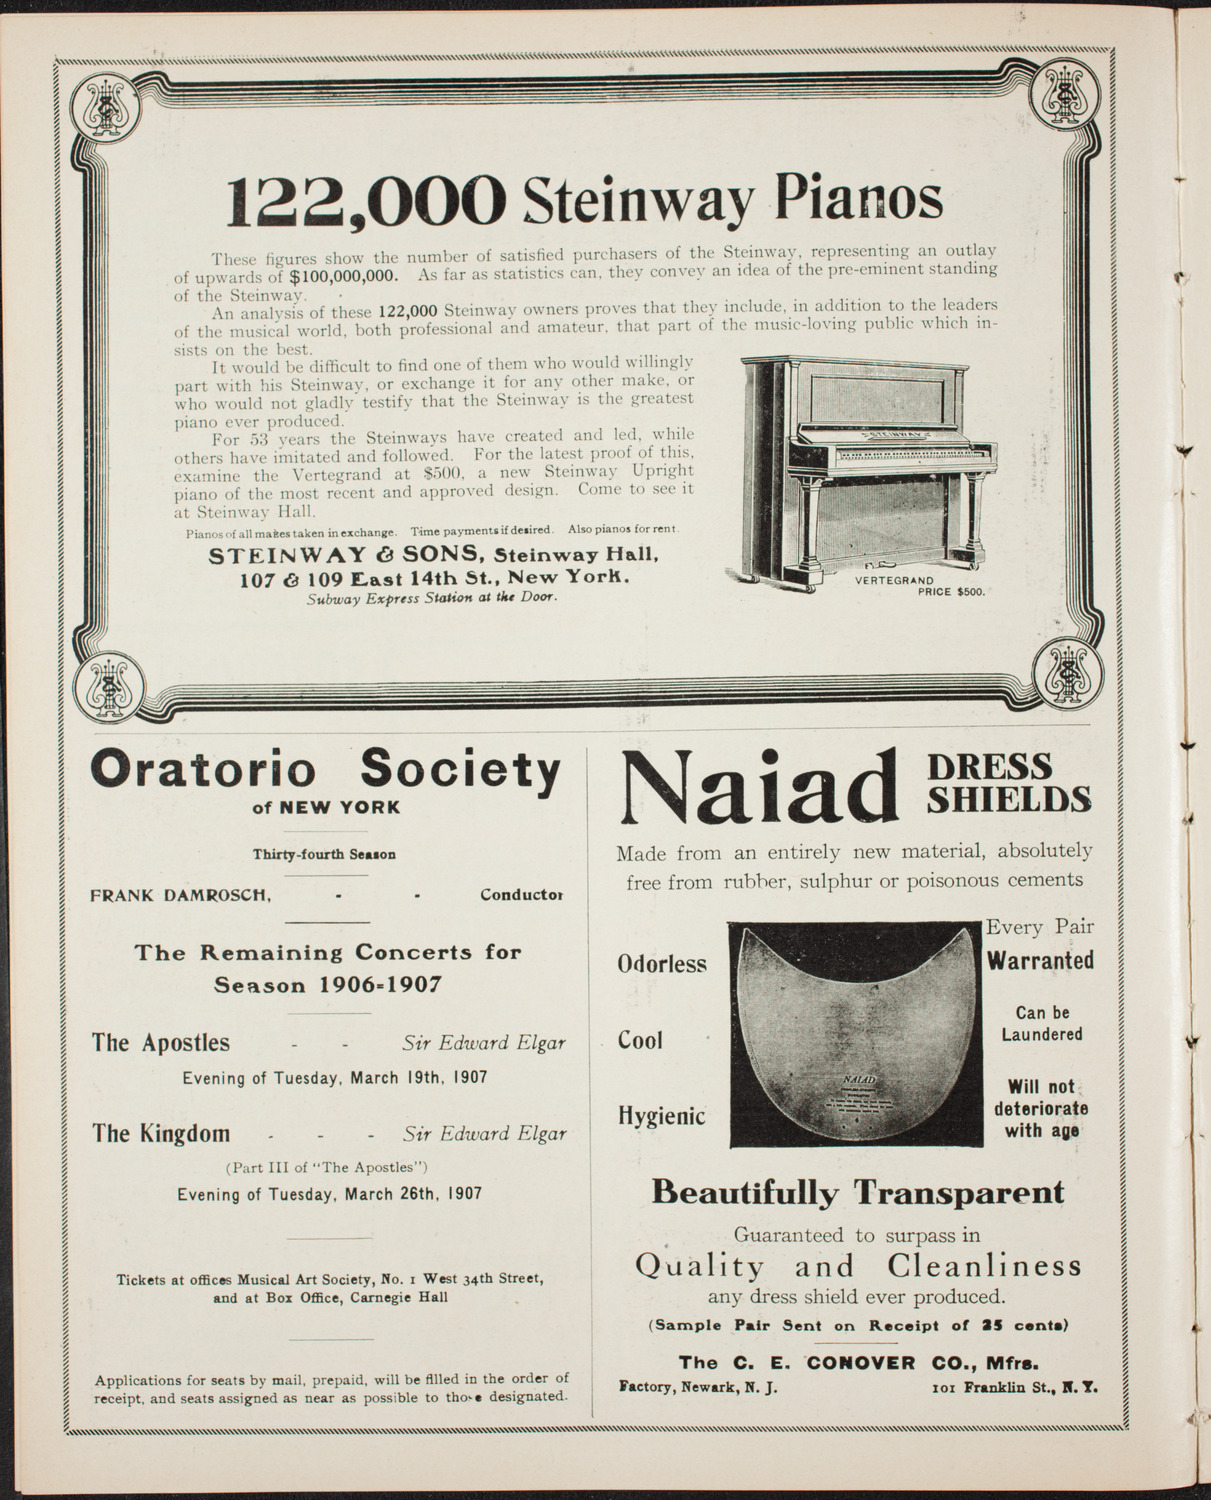 122,000 Steinway Pianos
These figures show the number of satisfied purchasers of the Steinway, representing an outlay
of upwards of $100,000,000. As far as statistics can, they convey an idea of the pre-eminent standing
of the Steinway.
An analysis of these 122,000 Steinway owners proves that they include, in addition to the leaders
of the musical world, both professional and amateur, that part of the music-loving public which in-
sists on the best.
It would be difficult to find one of them who would willingly
part with his Steinway, or exchange it for any other make, or
who would not gladly testify that the Steinway is the greatest
piano ever produced.
For 53 years the Steinways have created and led, while
others have imitated and followed. For the latest proof of this,
examine the Vertegrand at $500, a new Steinway Upright
piano of the most recent and approved design. Come to see it
at Steinway Hall.
Pianos of all makes taken in exchange. Time payments if desired. Also pianos for rent.
STEINWAY & SONS, Steinway Hall,
107 & 109 East 14th St., New York.
Subway Express Station at the Door.
STEINWAY
VERTEGRAND
PRICE $500.
Oratorio Society
of NEW YORK
Thirty-fourth Season
FRANK DAMROSCH, - - Conductor
The Remaining Concerts for
Season 1906-1907
The Apostles - - Sir Edward Elgar
Evening of Tuesday, March 19th, 1907
The Kingdom - - - Sir Edward Elgar
(Part III of "The Apostles")
Evening of Tuesday, March 26th, 1907
Tickets at offices Musical Art Society, No. 1 West 34th Street,
and at Box Office, Carnegie Hall
Applications for seats by mail, prepaid, will be filled in the order of
receipt, and seats assigned as near as possible to those designated.
Naiad DRESS
SHIELDS
Made from an entirely new material, absolutely
free from rubber, sulphur or poisonous cements
Odorless
Cool
Hygienic
NAIAD
Every Pair
Warranted
Can be
Laundered
Will not
deteriorate
with age
Beautifully Transparent
Guaranteed to surpass in
Quality and Cleanliness
any dress shield ever produced.
(Sample Pair Sent on Receipt of 25 cents)
The C. E. CONOVER CO., Mfrs.
Factory, Newark, N. J. 101 Franklin St., N. Y.